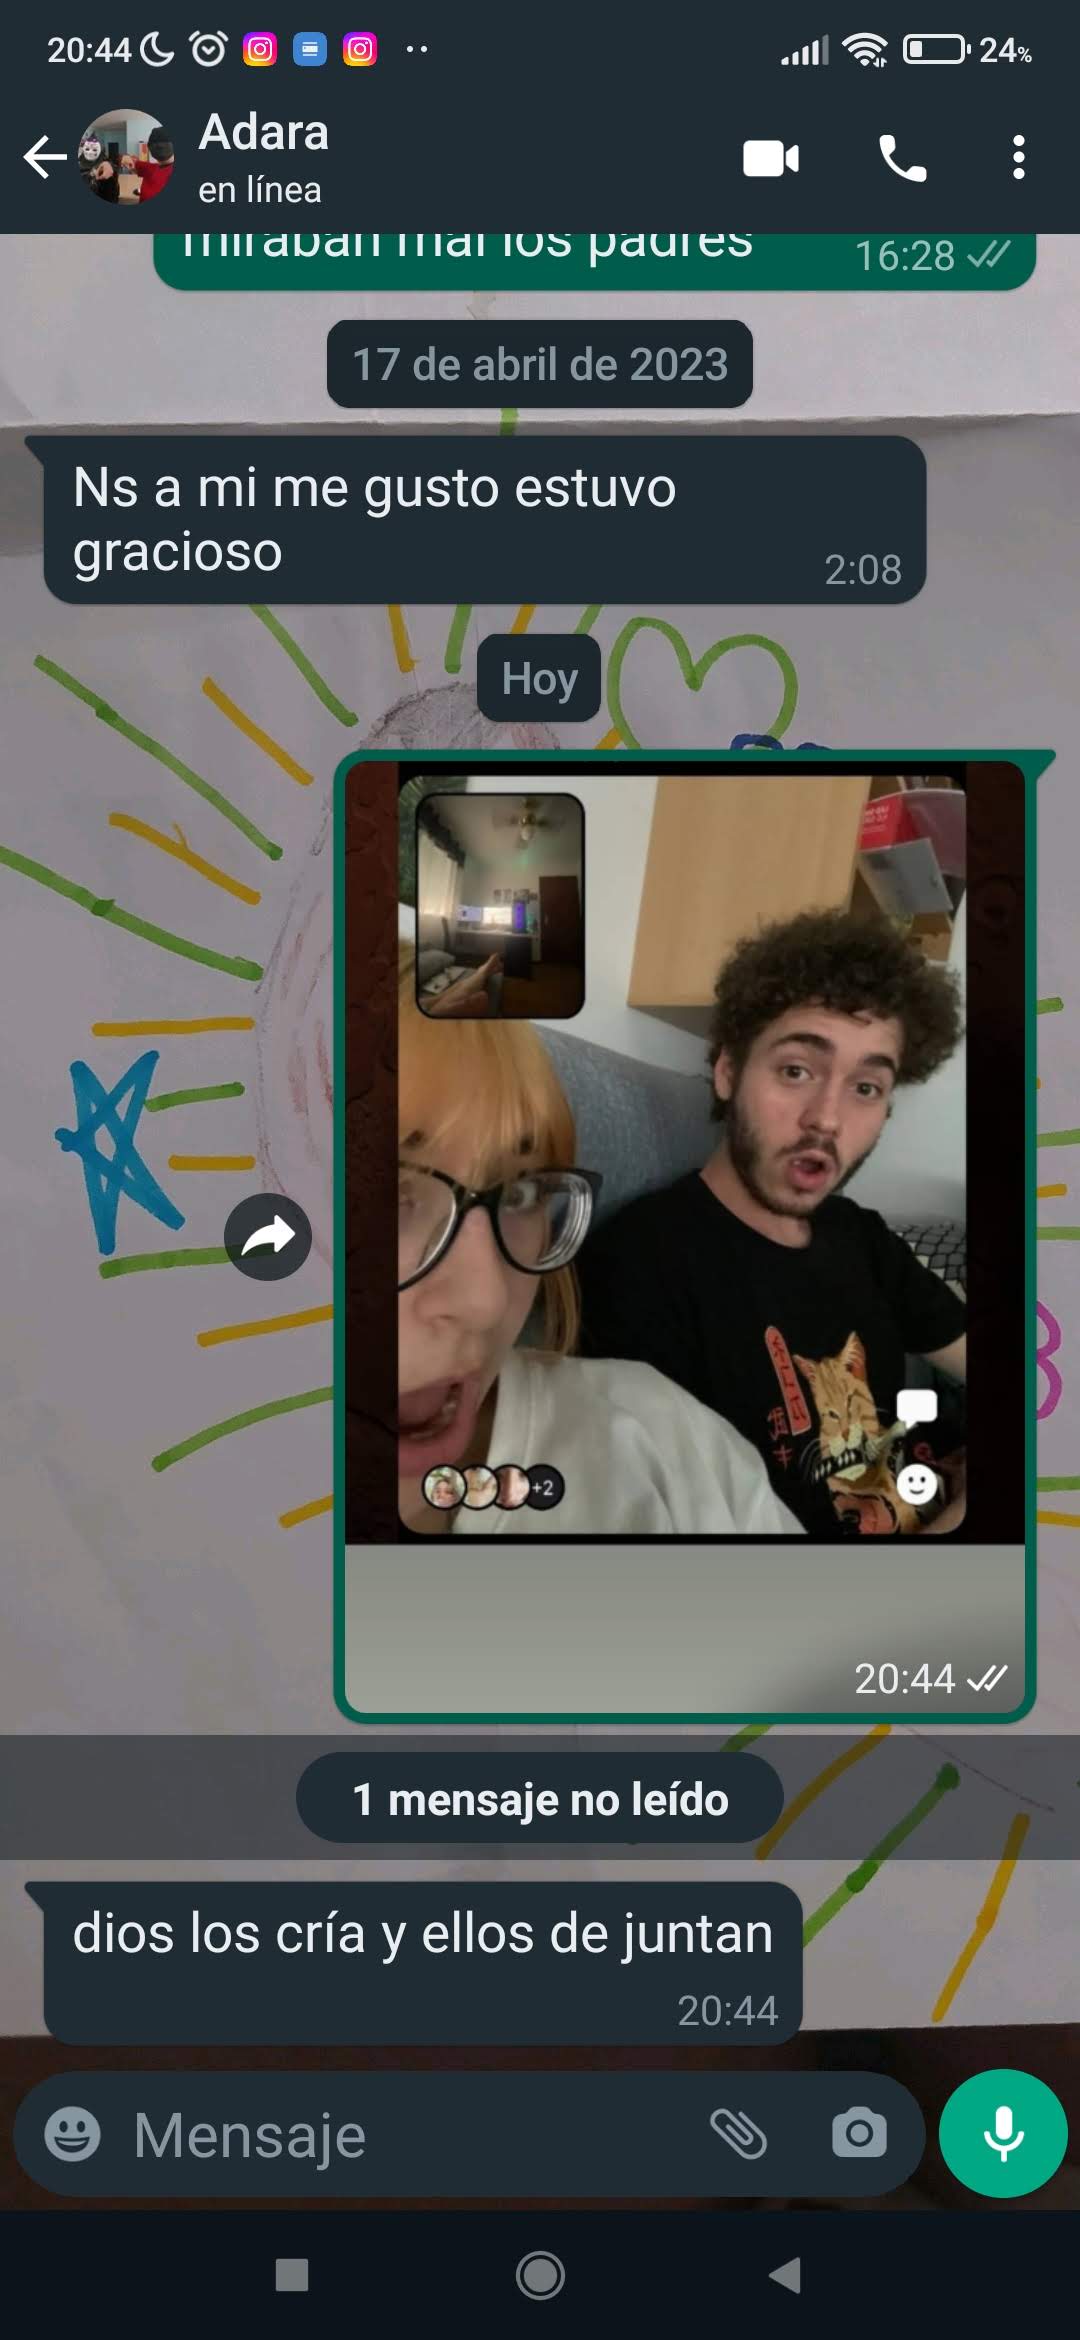 20:44
24%
Adara
en línea
miraban mal los padres
16:28
17 de abril de 2023
Ns a mi me gusto estuvo
gracioso
2:08
Hoy
+2
20:44
1 mensaje no leído
dios los cría y ellos de juntan
20:44
Mensaje